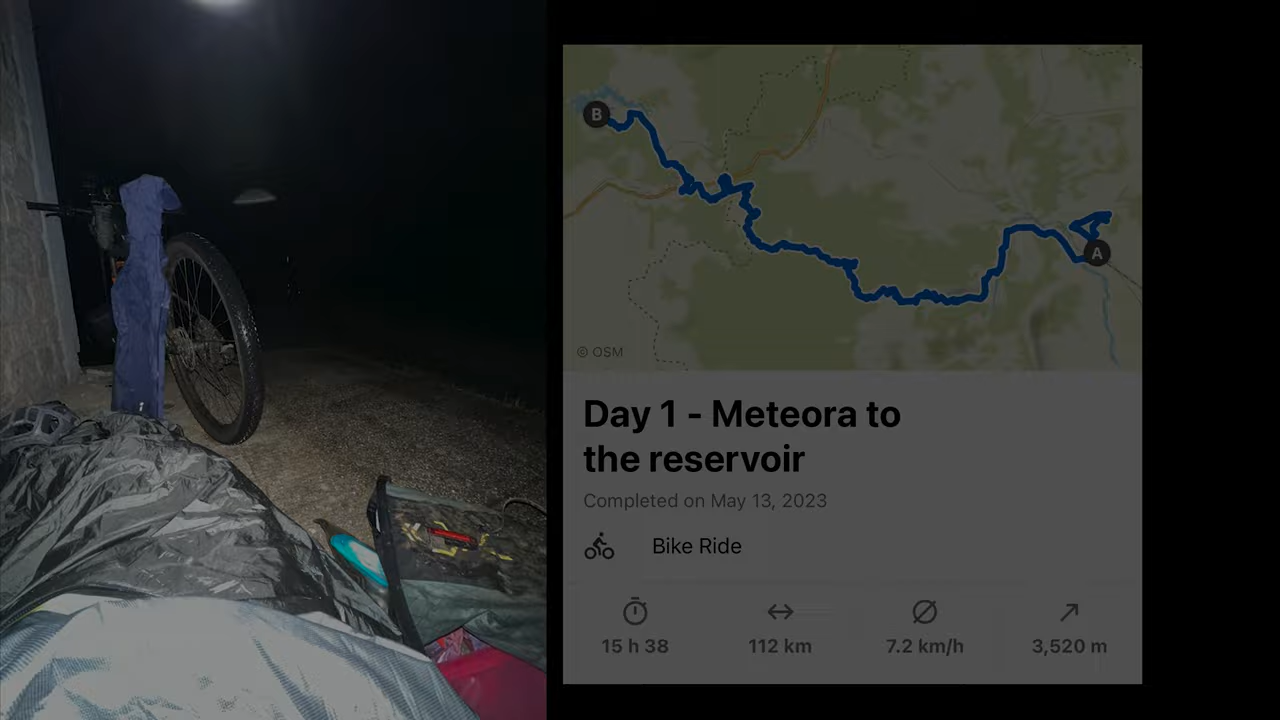 B
A
© OSM
Day 1 - Meteora to
the reservoir
Completed on May 13, 2023
Bike Ride
15 h 38
112 km
7.2 km/h
3,520 m